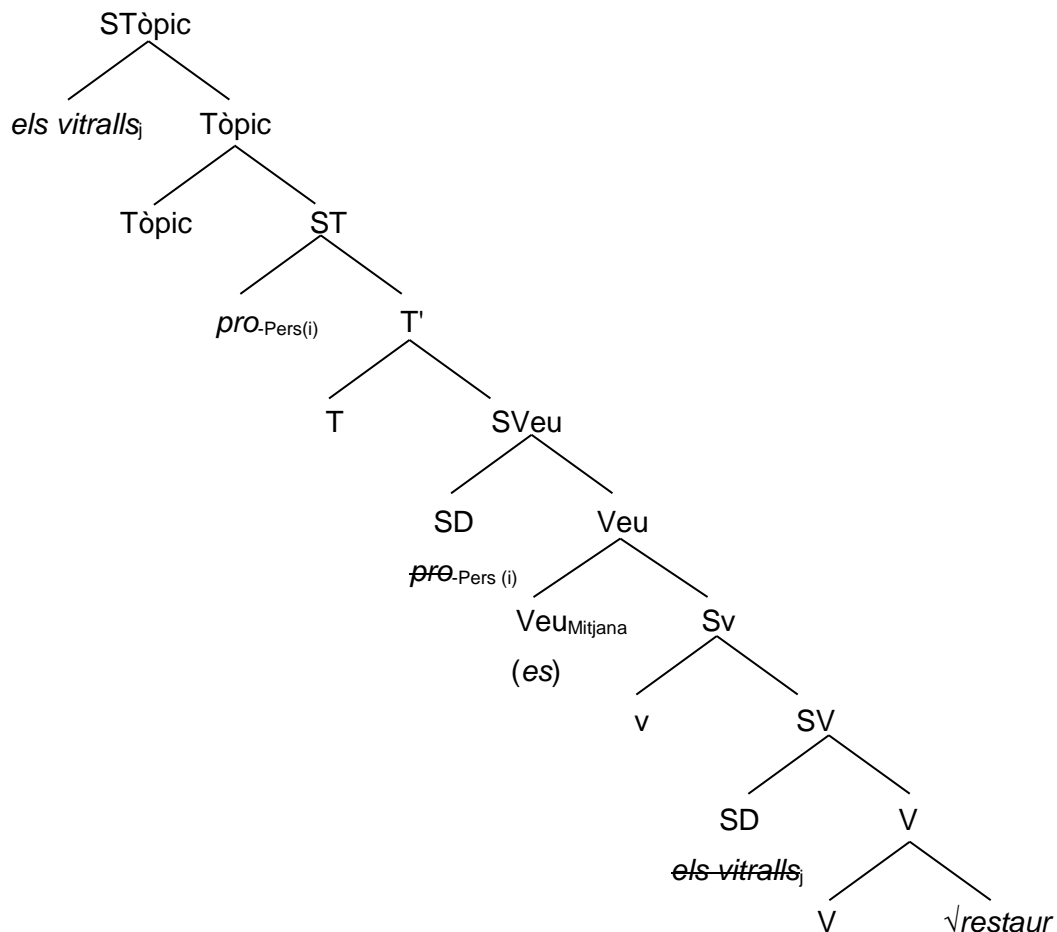 STòpic
els vitrallsj Tòpic
Tòpic ST
pro-Pers(i) T'
T SVeu
SD Veu
pro-Pers (i)
VeuMitjana Sv
(es)
v SV
SD V
els vitrallsj
V √restaur